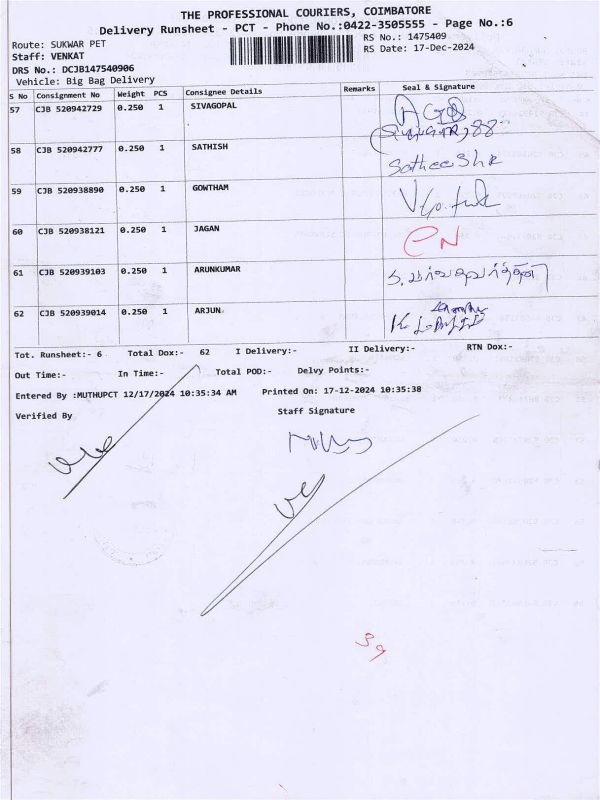 THE PROFESSIONAL COURIERS, COIMBATORE
Delivery Runsheet - PCT - Phone No.:0422-3505555 - Page No.:6
Route: SUKWAR PET
RS No.: 1475409
Staff: VENKAT
RS Date: 17-Dec-2024
DRS No.: DCJB147540906
Vehicle: Big Bag Delivery
S No Consignment No Weight PCS Consignee Details Remarks Seal & Signature
57 CJB 520942729 0.250 1 SIVAGOPAL
58 CJB 520942777 0.250 1 SATHISH
59 CJB 520938890 0.250 1 GOWTHAM
60 CJB 520938121 0.250 1 JAGAN
61 CJB 520939103 0.250 1 ARUNKUMAR
62 CJB 520939014 0.250 1 ARJUN
Tot. Runsheet:- 6 Total Dox:- 62 I Delivery:- II Delivery:- RTN Dox:-
Out Time:- In Time:- Total POD:- Delvy Points:-
Entered By :MUTHUPCT 12/17/2024 10:35:34 AM Printed On: 17-12-2024 10:35:38
Verified By Staff Signature